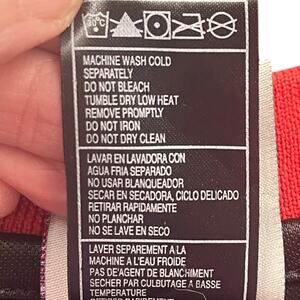 30°C
MACHINE WASH COLD
SEPARATELY
DO NOT BLEACH
TUMBLE DRY LOW HEAT
REMOVE PROMPTLY
DO NOT IRON
DO NOT DRY CLEAN
LAVAR EN LAVADORA CON
AGUA FRIA SEPARADO
NO USAR BLANQUEADOR
SECAR EN SECADORA, CICLO DELICADO
RETIRAR RAPIDAMENTE
NO PLANCHAR
NO SE LAVE EN SECO
LAVER SEPAREMENT A LA
MACHINE A L'EAU FROIDE
PAS D'AGENT DE BLANCHIMENT
SECHER PAR CULBUTAGE A BASSE
TEMPERATURE
RETIRER RAPIDEMENT